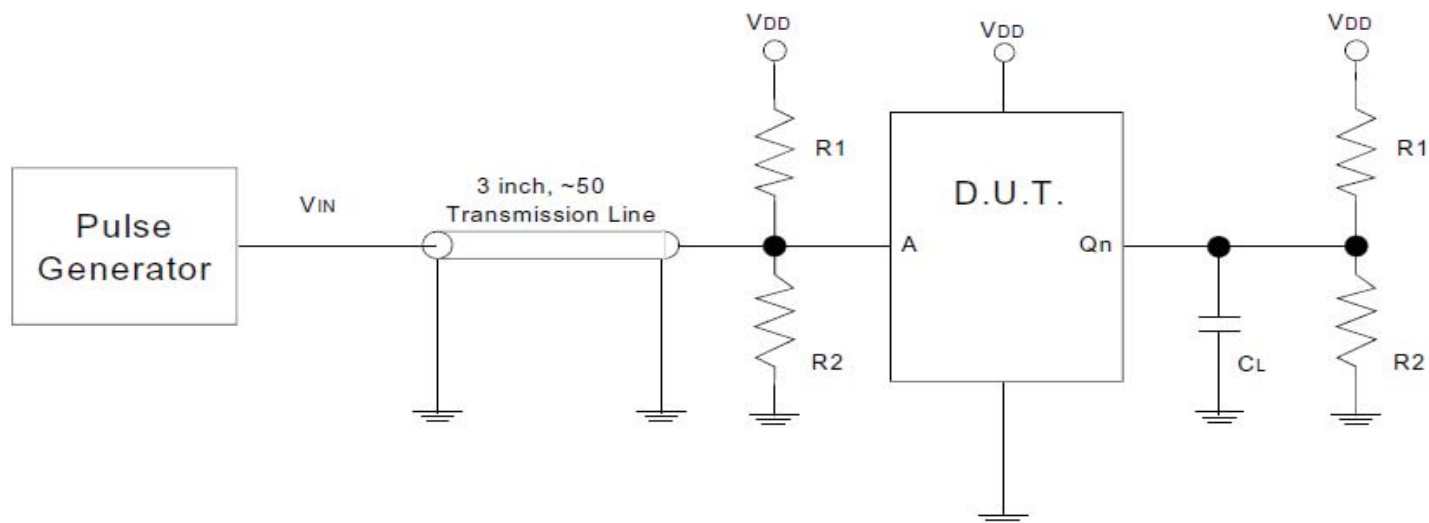 VDD
VDD
VDD
R1
R1
3 inch, ~50
Transmission Line
D.U.T.
VIN
Pulse
Generator
A
Qn
R2
CL
R2